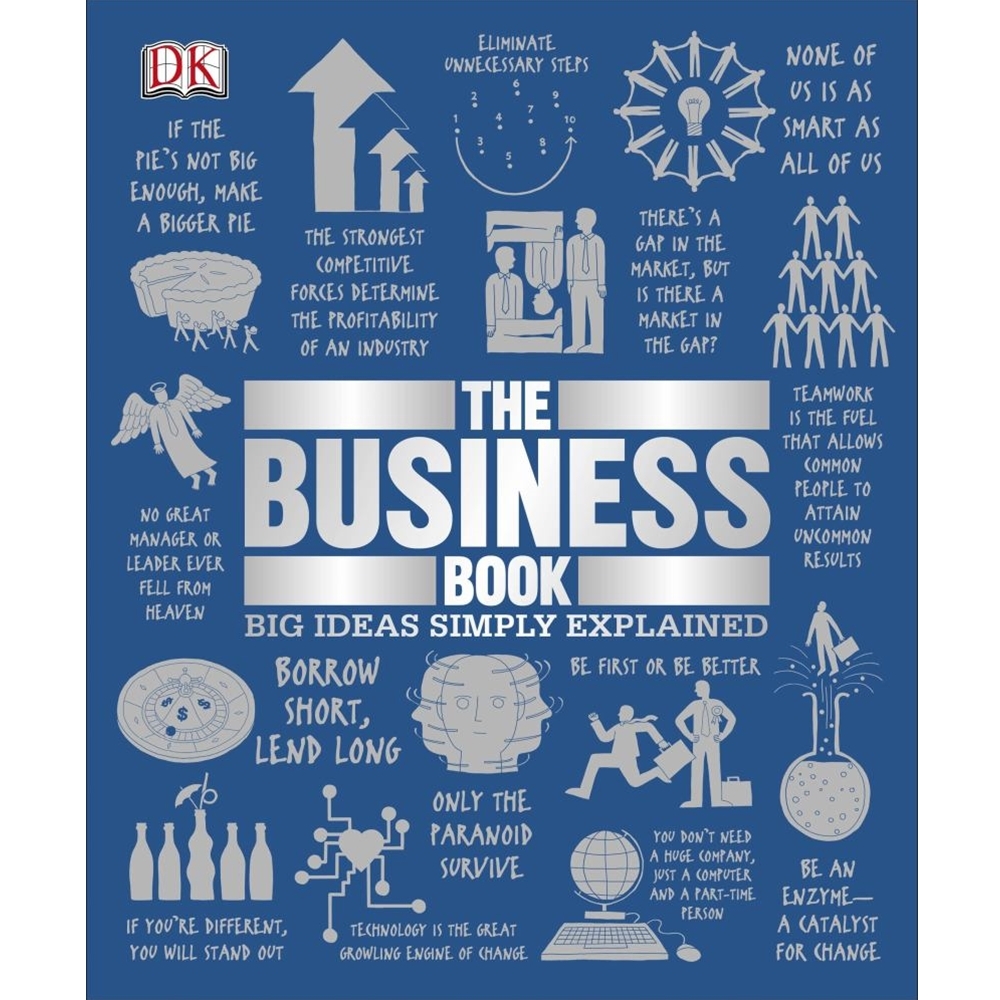 DK
IF THE
PIE'S NOT BIG
ENOUGH, MAKE
A BIGGER PIE
THE STRONGEST
COMPETITIVE
FORCES DETERMINE
THE PROFITABILITY
OF AN INDUSTRY
ELIMINATE
UNNECESSARY STEPS
1
2
3
4
5
6
7
8
9
10
NONE OF
US IS AS
SMART AS
ALL OF US
THERE'S A
GAP IN THE
MARKET, BUT
IS THERE A
MARKET IN
THE GAP?
TEAMWORK
IS THE FUEL
THAT ALLOWS
COMMON
PEOPLE TO
ATTAIN
UNCOMMON
RESULTS
NO GREAT
MANAGER OR
LEADER EVER
FELL FROM
HEAVEN
THE
BUSINESS
BOOK
BIG IDEAS SIMPLY EXPLAINED
$ $ $
BORROW
SHORT,
LEND LONG
BE FIRST OR BE BETTER
ONLY THE
PARANOID
SURVIVE
IF YOU'RE DIFFERENT,
YOU WILL STAND OUT
TECHNOLOGY IS THE GREAT
GROWLING ENGINE OF CHANGE
YOU DON'T NEED
A HUGE COMPANY,
JUST A COMPUTER
AND A PART-TIME
PERSON
BE AN
ENZYME—
A CATALYST
FOR CHANGE